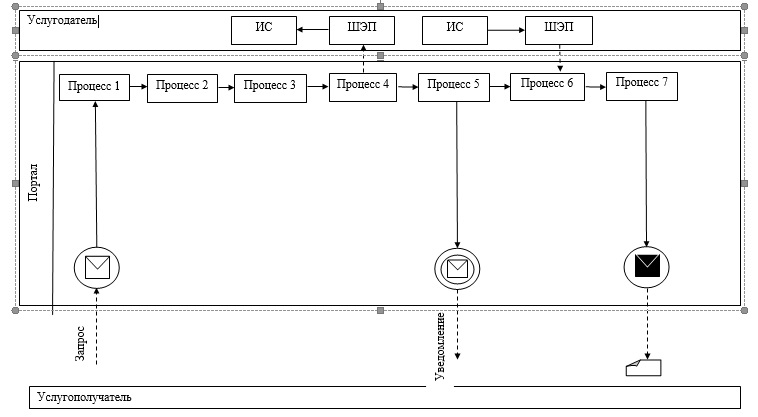 Услугодатель
ИС
ШЭП
ИС
ШЭП
Портал
Процесс 1
Процесс 2
Процесс 3
Процесс 4
Процесс 5
Процесс 6
Процесс 7
Запрос
Уведомление
Услугополучатель